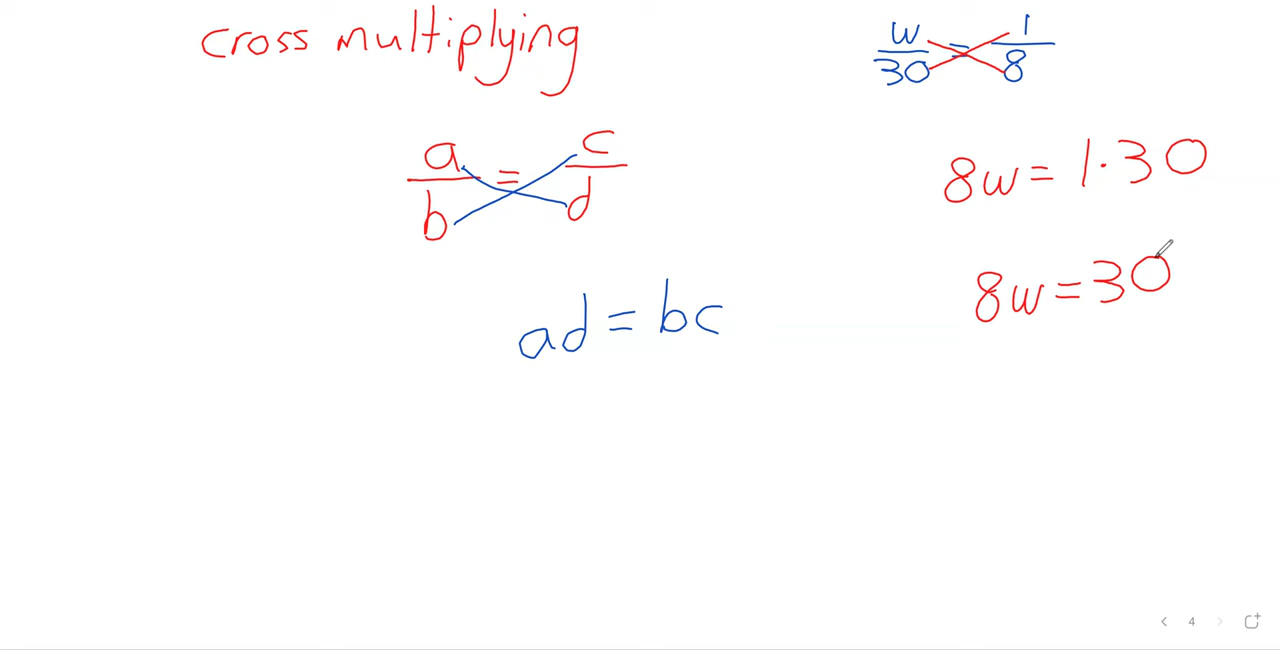 cross multiplying
a/b = c/d
ad = bc
w/30 = 1/8
8w = 1·30
8w = 30
4